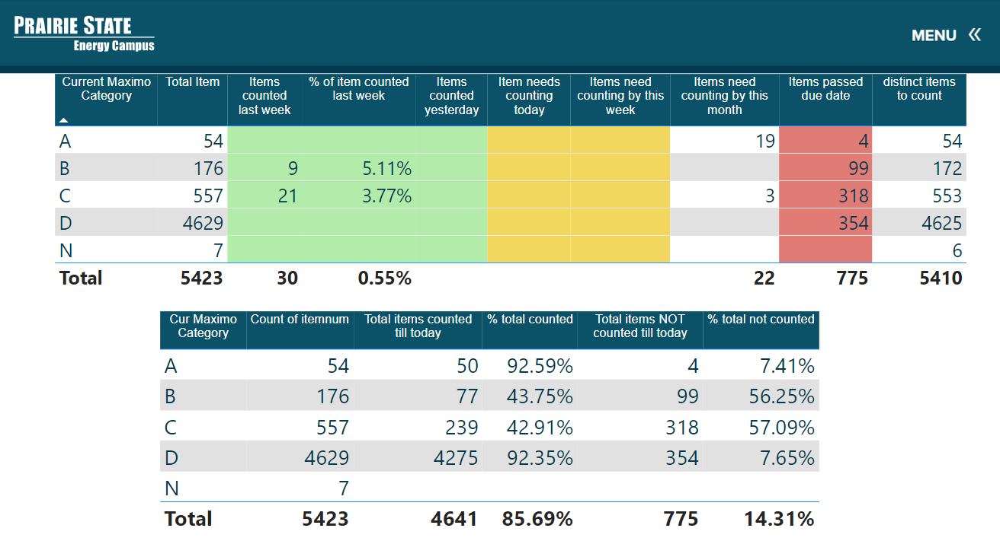 PRAIRIE STATE
Energy Campus
MENU
Current Maximo Category Total Item Items counted last week % of item counted last week Items counted yesterday Item needs counting today Items need counting by this week Items need counting by this month Items passed due date distinct items to count
A 54 19 4 54
B 176 9 5.11% 99 172
C 557 21 3.77% 3 318 553
D 4629 354 4625
N 7 6
Total 5423 30 0.55% 22 775 5410
Cur Maximo Category Count of itemnum Total items counted till today % total counted Total items NOT counted till today % total not counted
A 54 50 92.59% 4 7.41%
B 176 77 43.75% 99 56.25%
C 557 239 42.91% 318 57.09%
D 4629 4275 92.35% 354 7.65%
N 7
Total 5423 4641 85.69% 775 14.31%